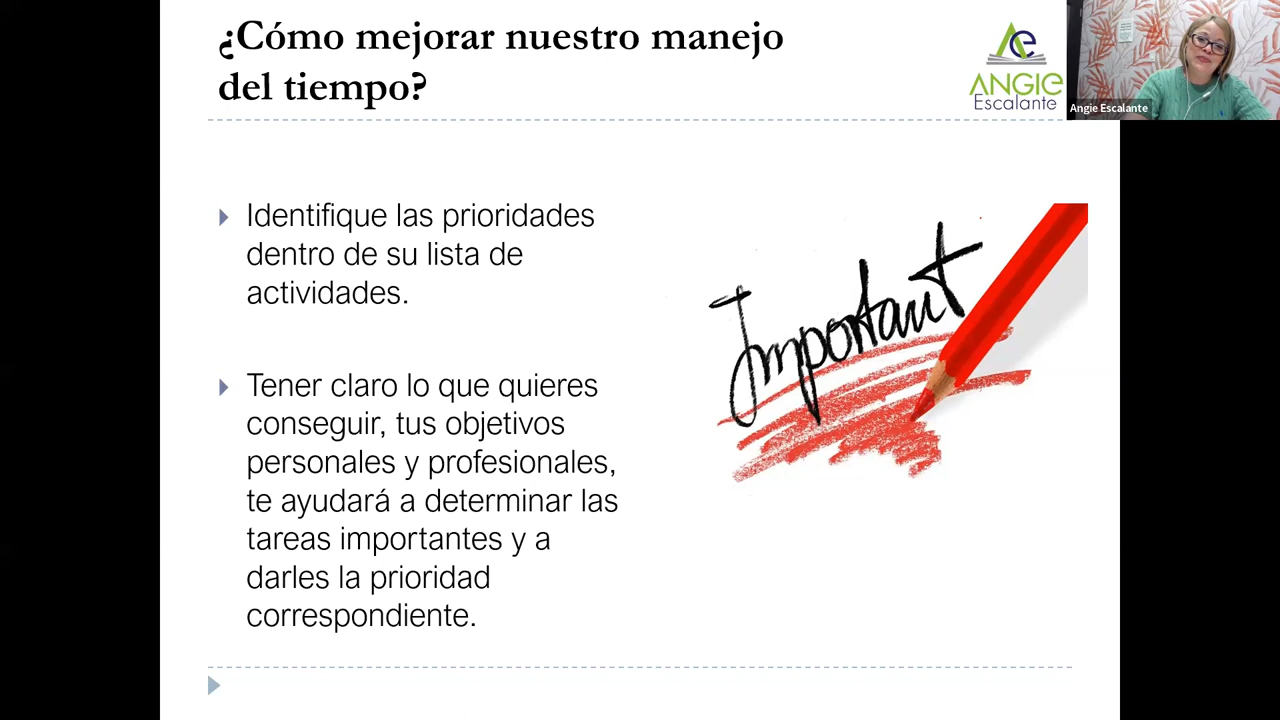 ¿Cómo mejorar nuestro manejo
del tiempo?
ANGIE
Escalante
Angie Escalante
Identifique las prioridades
dentro de su lista de
actividades.
Tener claro lo que quieres
conseguir, tus objetivos
personales y profesionales,
te ayudará a determinar las
tareas importantes y a
darles la prioridad
correspondiente.
Important